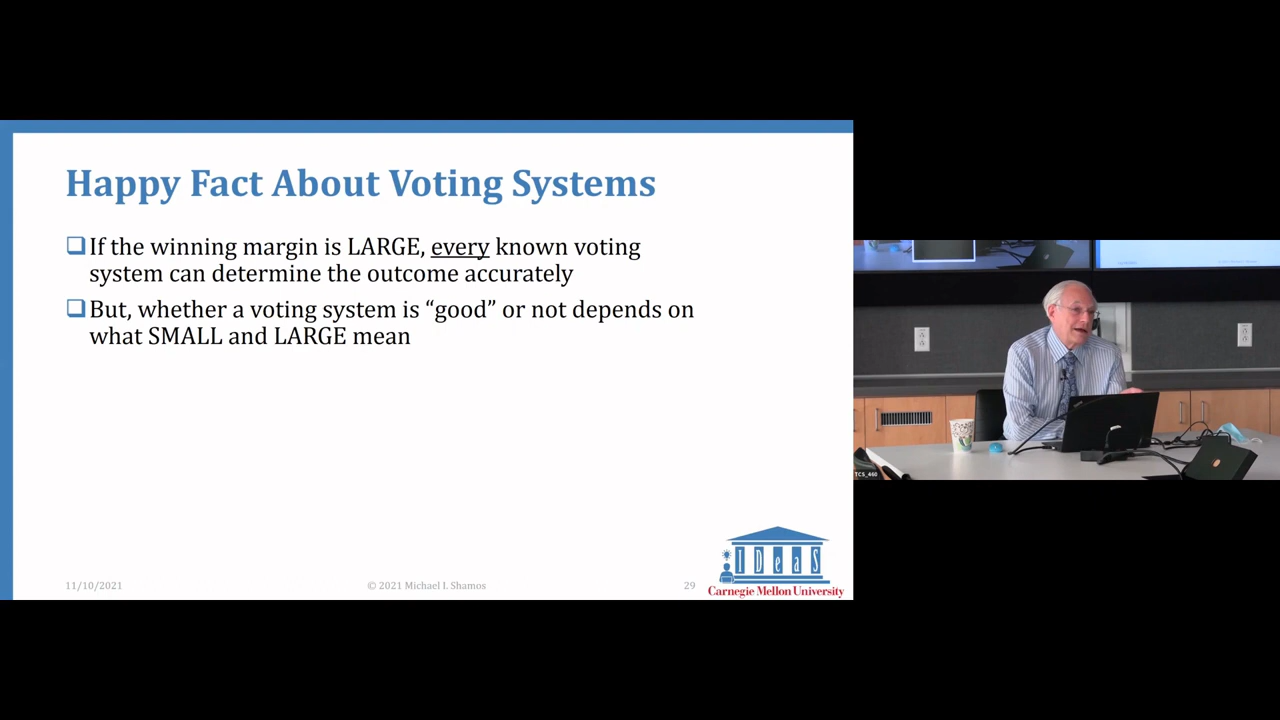 Happy Fact About Voting Systems
❑If the winning margin is LARGE, every known voting
system can determine the outcome accurately
❑But, whether a voting system is “good” or not depends on
what SMALL and LARGE mean
11/10/2021
© 2021 Michael I. Shamos
29
IDeaS
Carnegie Mellon University
TCS_460